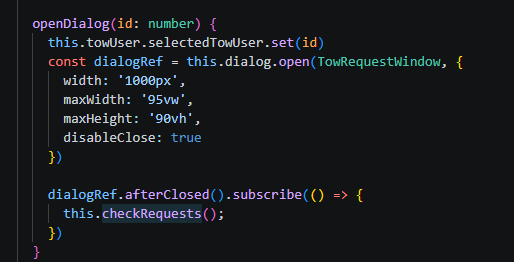 openDialog(id: number) {
this.towUser.selectedTowUser.set(id)
const dialogRef = this.dialog.open(TowRequestWindow, {
width: '1000px',
maxWidth: '95vw',
maxHeight: '90vh',
disableClose: true
})
dialogRef.afterClosed().subscribe(() => {
this.checkRequests();
})
}